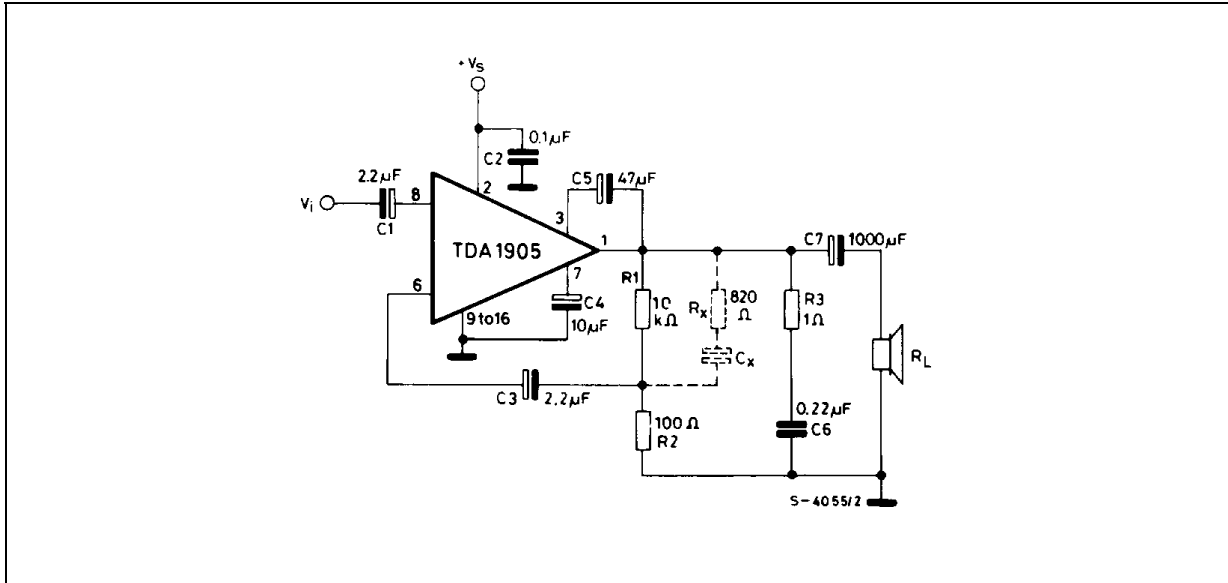 +Vs
0.1µF
C2
2.2µF
Vi
C1
8
2
C5
47µF
3
TDA1905
1
C7
1000µF
R1
10
kΩ
Rx
820
Ω
R3
1Ω
6
7
C4
10µF
9 to 16
Cx
RL
C3
2,2µF
100Ω
R2
0.22µF
C6
S-4055/2